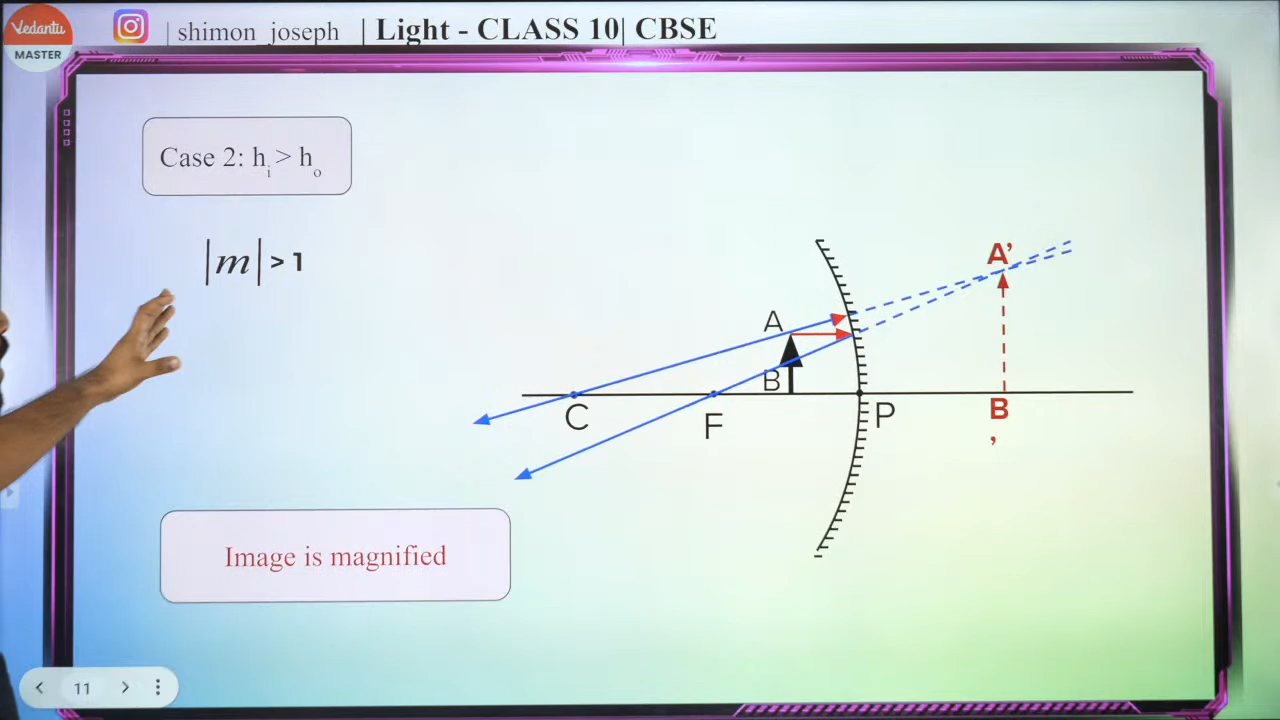 Vedantu
MASTER
| shimon_joseph | Light - CLASS 10| CBSE
Case 2: hᵢ > hₒ
|m| > 1
A'
A
B
C
F
P
B
,
Image is magnified
11